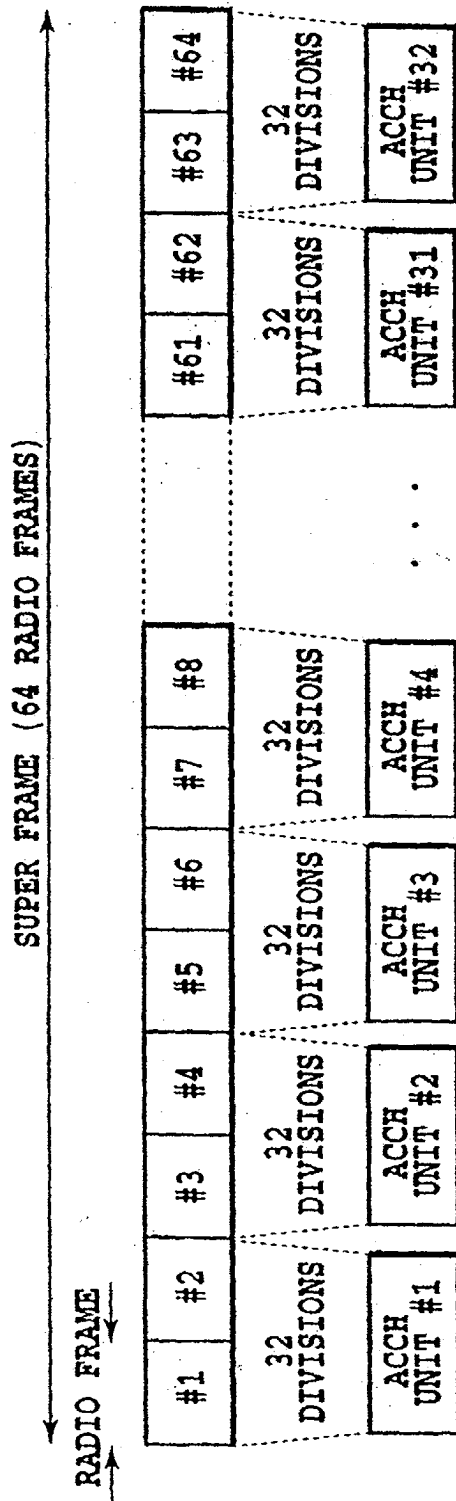 SUPER FRAME (64 RADIO FRAMES)
RADIO FRAME
#1 #2 #3 #4 #5 #6 #7 #8 #61 #62 #63 #64
32 32 32 32 32 32
DIVISIONS DIVISIONS DIVISIONS DIVISIONS DIVISIONS DIVISIONS
ACCH ACCH ACCH ACCH ACCH ACCH
UNIT #1 UNIT #2 UNIT #3 UNIT #4 . . . UNIT #31 UNIT #32